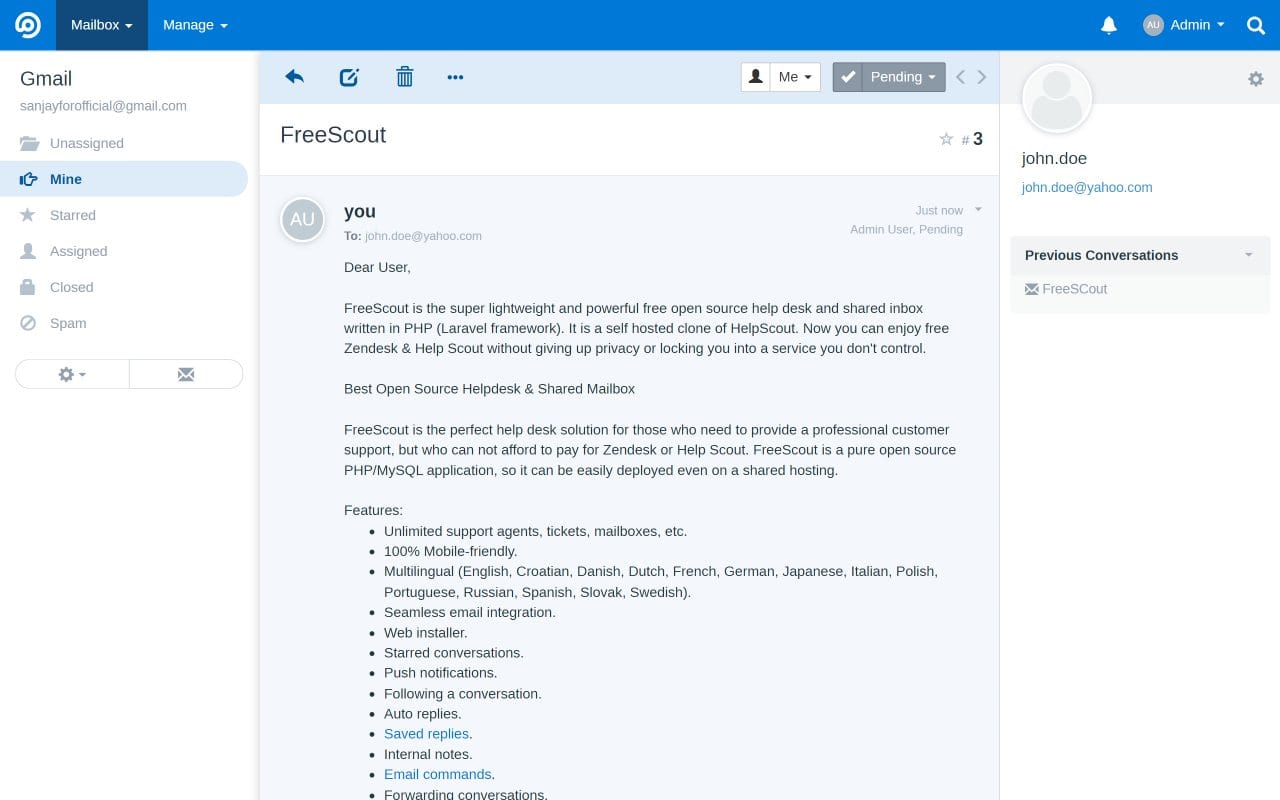 Mailbox
Manage
AU
Admin
Gmail
sanjayforofficial@gmail.com
Unassigned
Mine
Starred
Assigned
Closed
Spam
Me
Pending
FreeScout
# 3
AU
you
Just now
To: john.doe@yahoo.com
Admin User, Pending
Dear User,
FreeScout is the super lightweight and powerful free open source help desk and shared inbox
written in PHP (Laravel framework). It is a self hosted clone of HelpScout. Now you can enjoy free
Zendesk & Help Scout without giving up privacy or locking you into a service you don't control.
Best Open Source Helpdesk & Shared Mailbox
FreeScout is the perfect help desk solution for those who need to provide a professional customer
support, but who can not afford to pay for Zendesk or Help Scout. FreeScout is a pure open source
PHP/MySQL application, so it can be easily deployed even on a shared hosting.
Features:
• Unlimited support agents, tickets, mailboxes, etc.
• 100% Mobile-friendly.
• Multilingual (English, Croatian, Danish, Dutch, French, German, Japanese, Italian, Polish,
Portuguese, Russian, Spanish, Slovak, Swedish).
• Seamless email integration.
• Web installer.
• Starred conversations.
• Push notifications.
• Following a conversation.
• Auto replies.
• Saved replies.
• Internal notes.
• Email commands.
• Forwarding conversations.
john.doe
john.doe@yahoo.com
Previous Conversations
FreeSCout